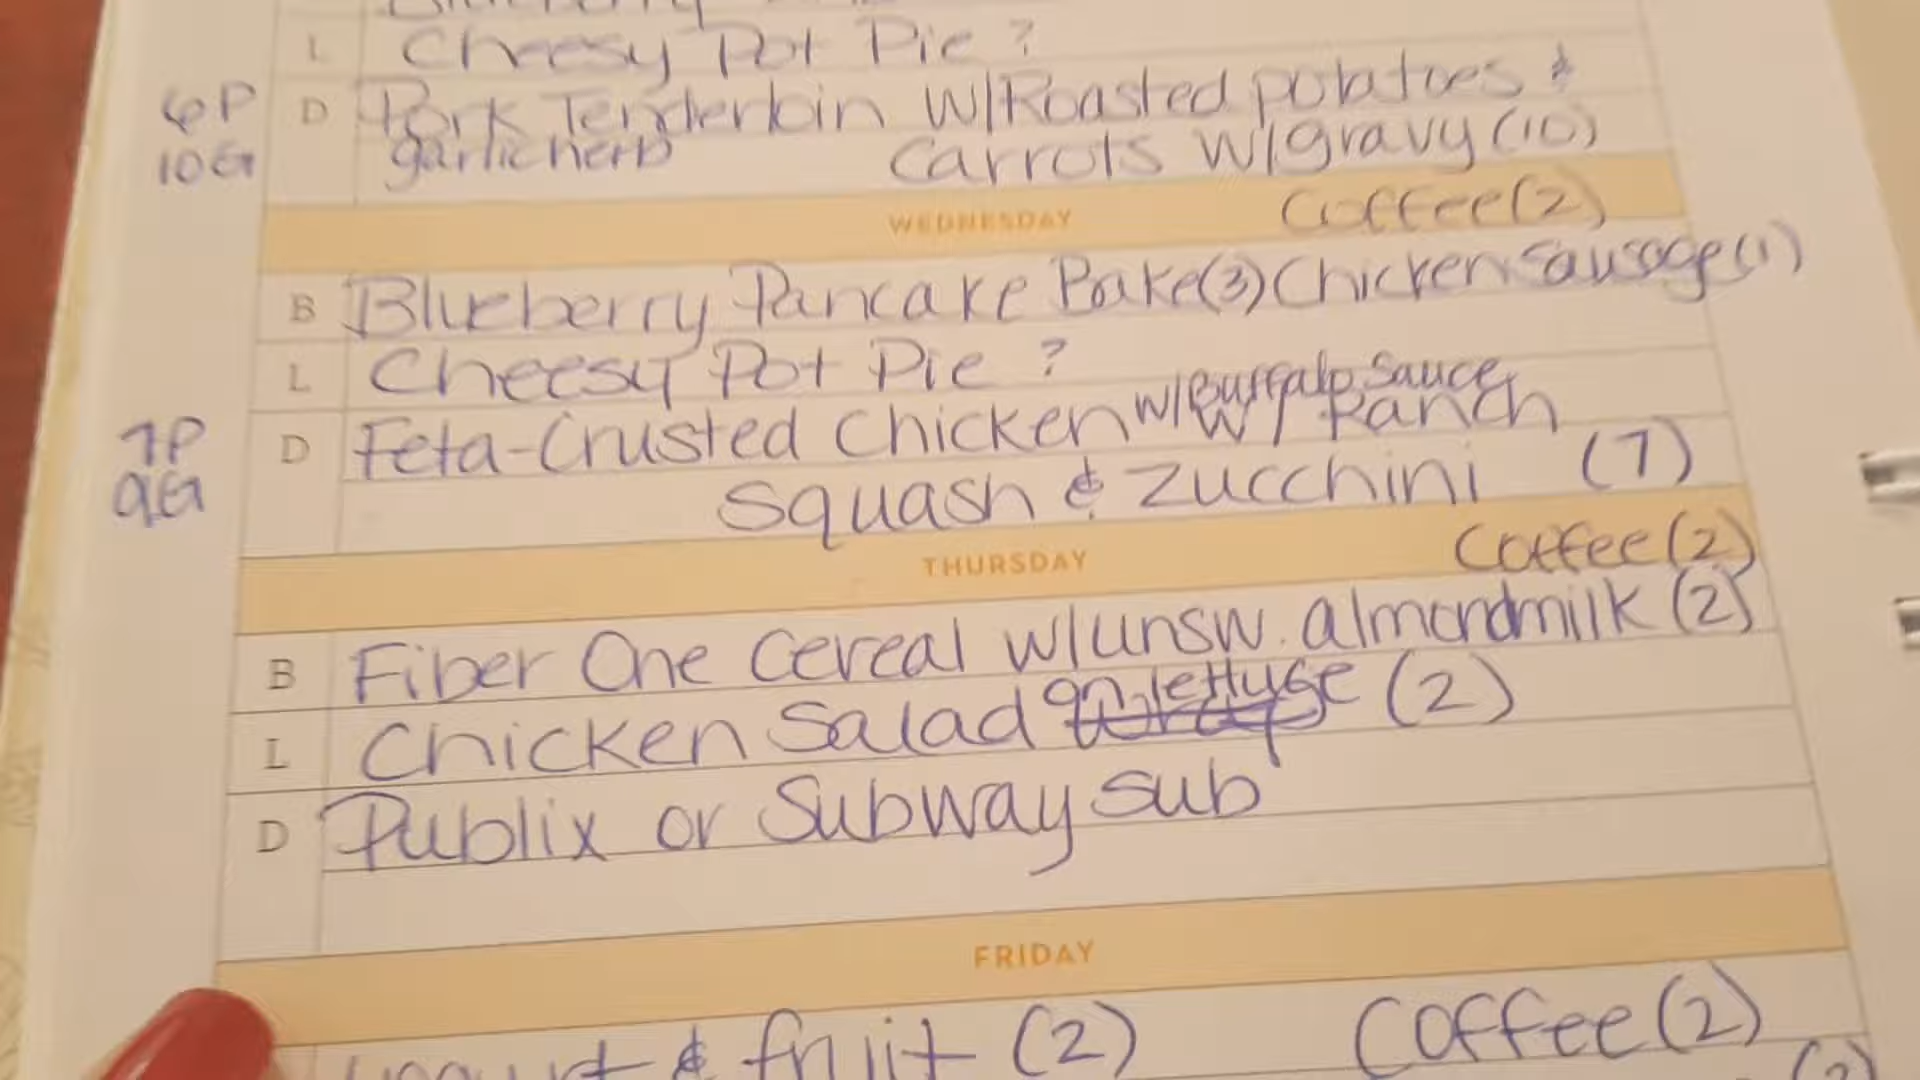 Blueberry
L Cheesy Pot Pie ?
6P D Pork Tenderloin W/Roasted potatoes &
10G garlic herb Carrots W/gravy (10)
WEDNESDAY Coffee (2)
B Blueberry Pancake Bake (3) Chicken Sausage (1)
L Cheesy Pot Pie ?
w/Buffalo Sauce
7P D Feta-Crusted Chicken W/ Ranch
9G Squash & Zucchini (7)
THURSDAY Coffee (2)
B Fiber One Cereal w/unsw. almondmilk (2)
L Chicken Salad on lettuce (2)
D Publix or Subway sub
FRIDAY
yogurt & fruit (2) Coffee (2)